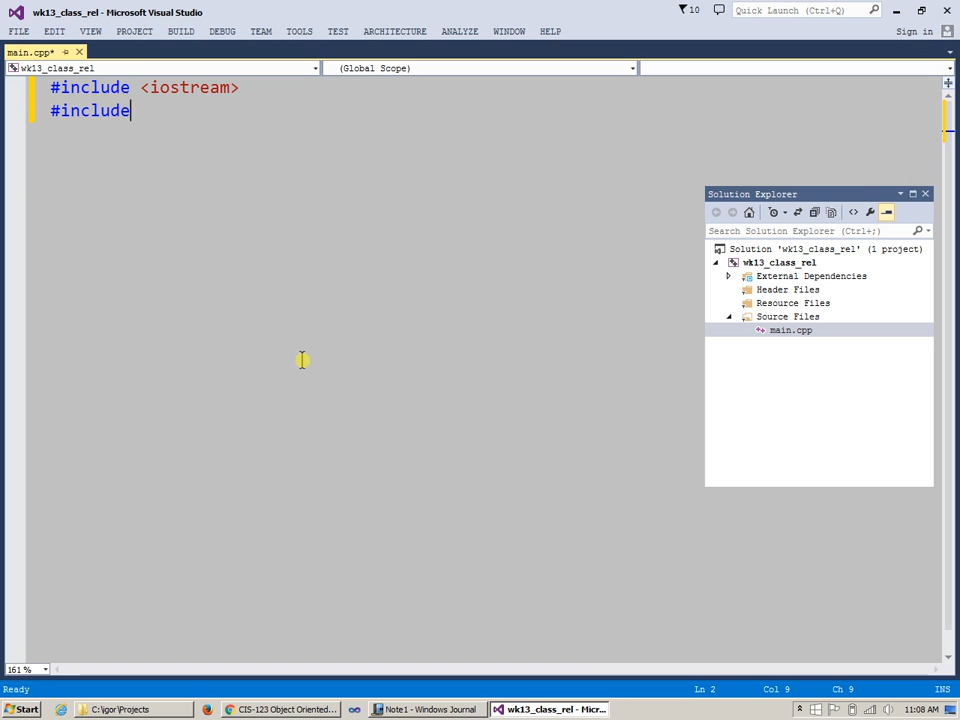 wk13_class_rel - Microsoft Visual Studio
10
Quick Launch (Ctrl+Q)
FILE EDIT VIEW PROJECT BUILD DEBUG TEAM TOOLS TEST ARCHITECTURE ANALYZE WINDOW HELP
Sign in
main.cpp*
wk13_class_rel
(Global Scope)
#include <iostream>
#include
Solution Explorer
Search Solution Explorer (Ctrl+;)
Solution 'wk13_class_rel' (1 project)
wk13_class_rel
External Dependencies
Header Files
Resource Files
Source Files
main.cpp
161 %
Ready
Ln 2
Col 9
Ch 9
INS
Start
C:\igor\Projects
CIS-123 Object Oriented...
Note1 - Windows Journal
wk13_class_rel - Micr...
11:08 AM